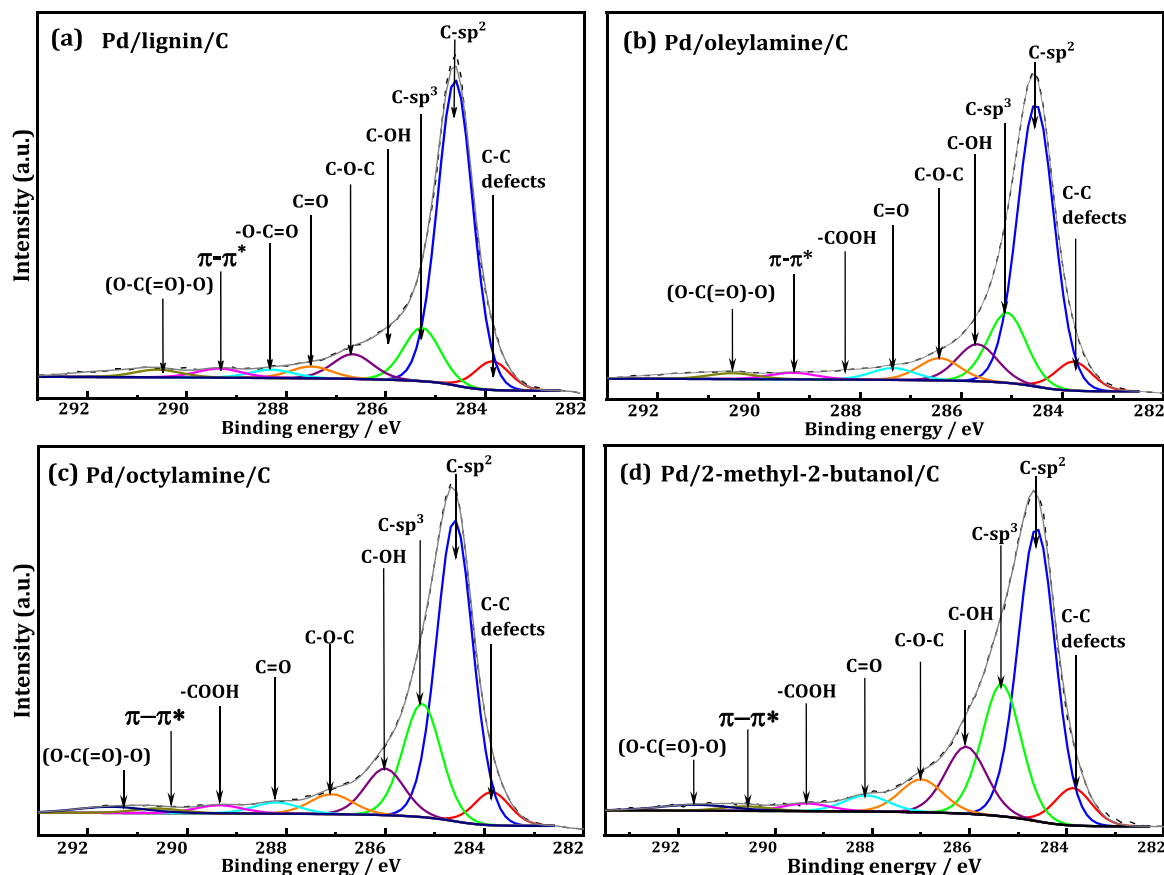 (a) Pd/lignin/C
C-sp²
C-sp³
C-OH
C-C
defects
C-O-C
C=O
-O-C=O
π-π*
(O-C(=O)-O)
Intensity (a.u.)
292 290 288 286 284 282
Binding energy / eV
(b) Pd/oleylamine/C
C-sp²
C-sp³
C-OH
C-O-C
C-C
defects
C=O
-COOH
π-π*
(O-C(=O)-O)
292 290 288 286 284 282
Binding energy / eV
(c) Pd/octylamine/C
C-sp²
C-sp³
C-OH
C-C
defects
C-O-C
C=O
-COOH
π–π*
(O-C(=O)-O)
Intensity (a.u.)
292 290 288 286 284 282
Binding energy / eV
(d) Pd/2-methyl-2-butanol/C
C-sp²
C-sp³
C-OH
C-C
defects
C-O-C
C=O
-COOH
π–π*
(O-C(=O)-O)
292 290 288 286 284 282
Binding energy / eV